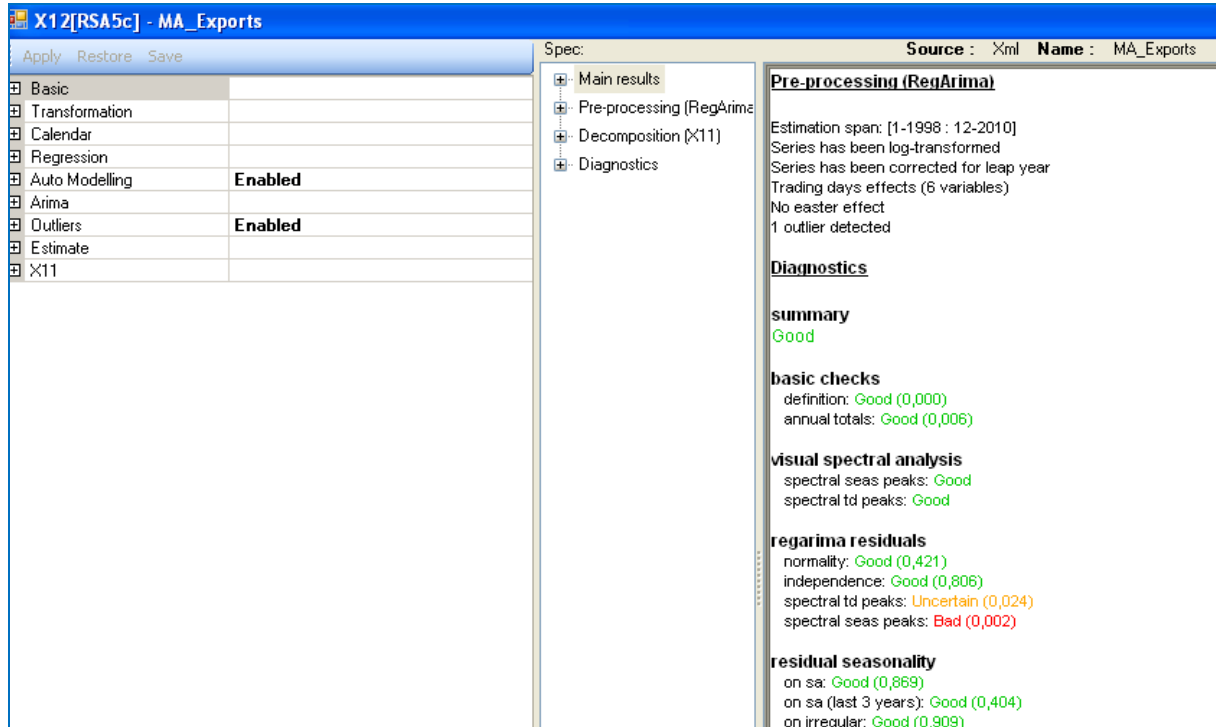 X12[RSA5c] - MA_Exports
Apply Restore Save
Basic
Transformation
Calendar
Regression
Auto Modelling Enabled
Arima
Outliers Enabled
Estimate
X11
Spec:
Main results
Pre-processing (RegArima
Decomposition (X11)
Diagnostics
Source : Xml Name : MA_Exports
Pre-processing (RegArima)
Estimation span: [1-1998 : 12-2010]
Series has been log-transformed
Series has been corrected for leap year
Trading days effects (6 variables)
No easter effect
1 outlier detected
Diagnostics
summary
Good
basic checks
definition: Good (0,000)
annual totals: Good (0,006)
visual spectral analysis
spectral seas peaks: Good
spectral td peaks: Good
regarima residuals
normality: Good (0,421)
independence: Good (0,806)
spectral td peaks: Uncertain (0,024)
spectral seas peaks: Bad (0,002)
residual seasonality
on sa: Good (0,869)
on sa (last 3 years): Good (0,404)
on irregular: Good (0,909)